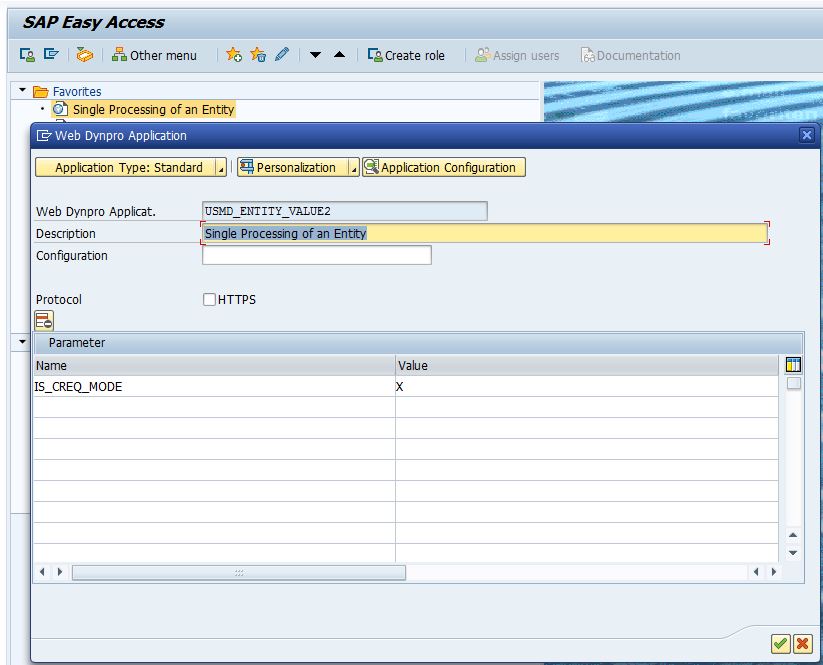 SAP Easy Access
Other menu Create role Assign users Documentation
Favorites
Single Processing of an Entity
Web Dynpro Application
Application Type: Standard Personalization Application Configuration
Web Dynpro Applicat. USMD_ENTITY_VALUE2
Description Single Processing of an Entity
Configuration
Protocol HTTPS
Parameter
Name Value
IS_CREQ_MODE X